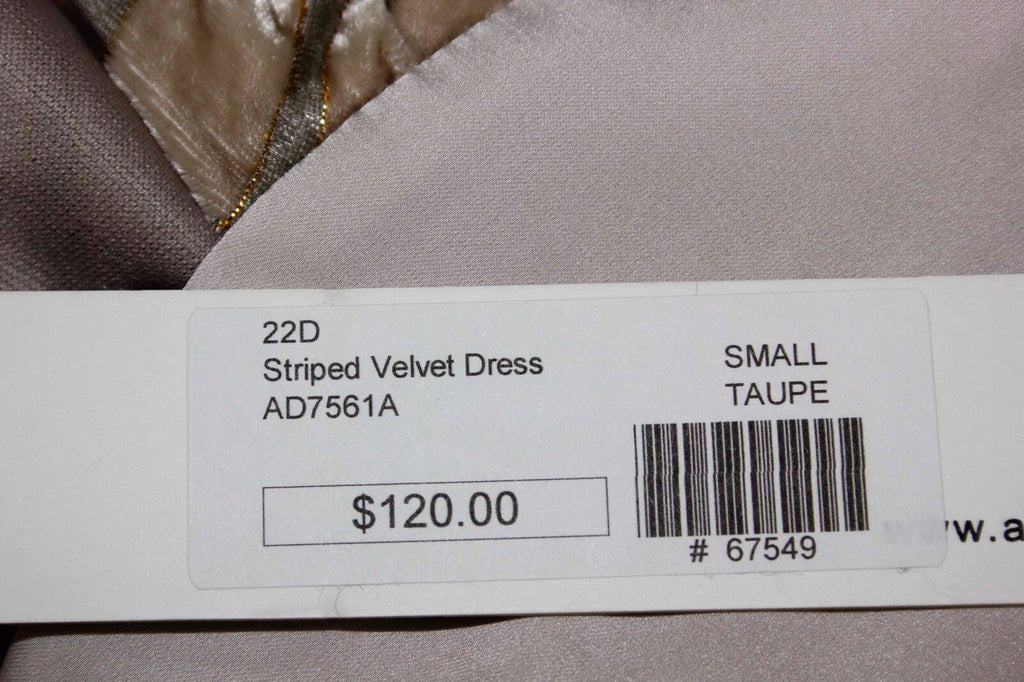 22D
Striped Velvet Dress
AD7561A
$120.00
SMALL
TAUPE
# 67549